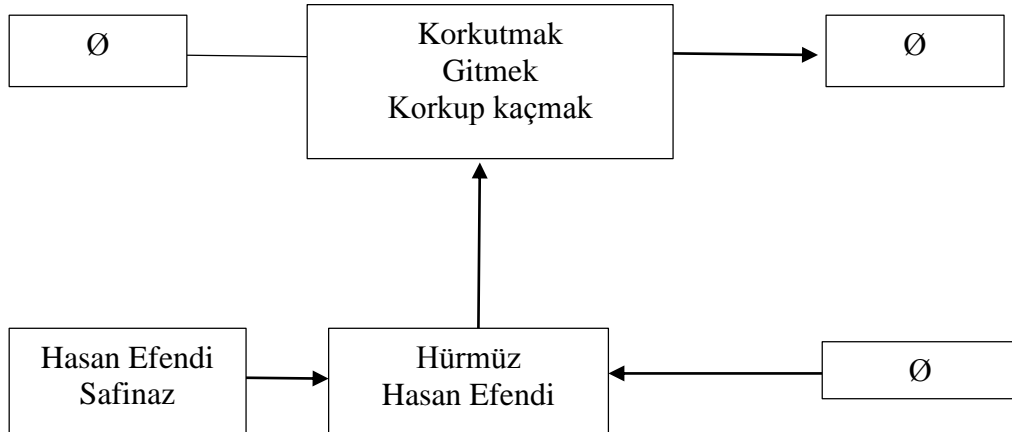 Ø
Korkutmak
Gitmek
Korkup kaçmak
Ø
Hasan Efendi
Safinaz
Hürmüz
Hasan Efendi
Ø